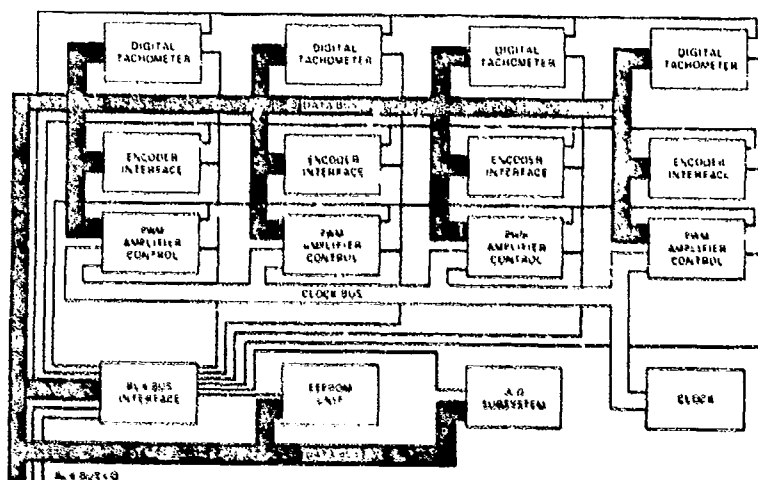 DIGITAL
TACHOMETER
DIGITAL
TACHOMETER
DIGITAL
TACHOMETER
DIGITAL
TACHOMETER
DATA BUS
ENCODER
INTERFACE
ENCODER
INTERFACE
ENCODER
INTERFACE
ENCODER
INTERFACE
PWM
AMPLIFIER
CONTROL
PWM
AMPLIFIER
CONTROL
PWM
AMPLIFIER
CONTROL
PWM
AMPLIFIER
CONTROL
CLOCK BUS
BUS
INTERFACE
EEPROM
UNIT
A/D
SUBSYSTEM
CLOCK
DATA BUS